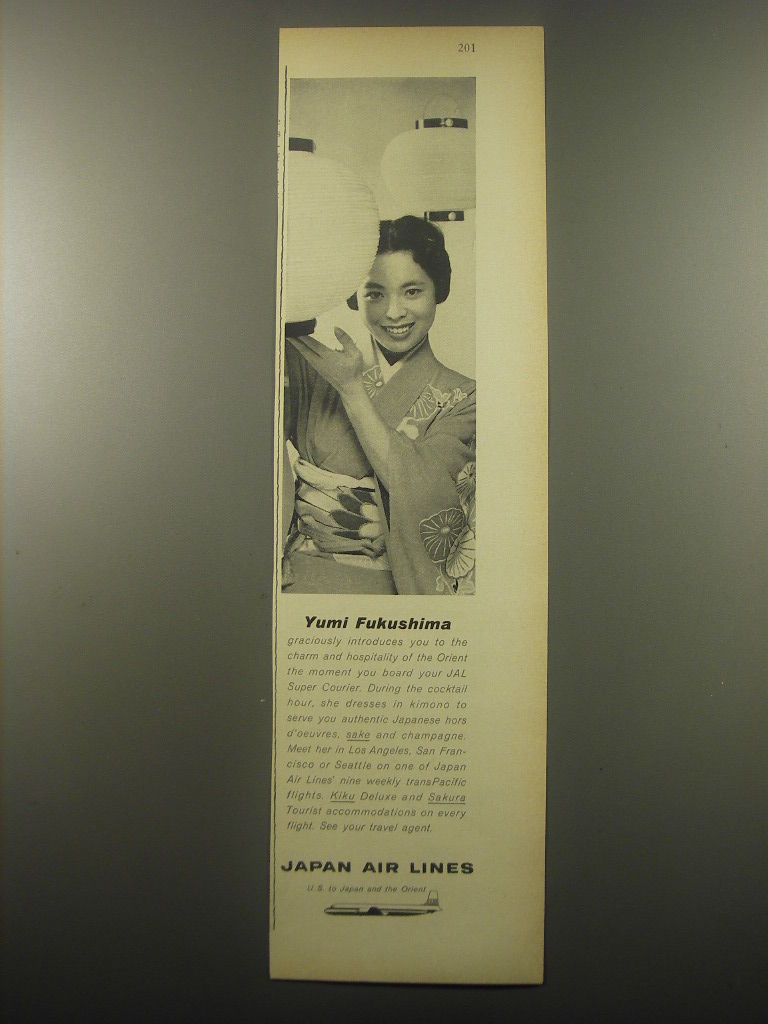 201
Yumi Fukushima
graciously introduces you to the
charm and hospitality of the Orient
the moment you board your JAL
Super Courier. During the cocktail
hour, she dresses in kimono to
serve you authentic Japanese hors
d'oeuvres, sake and champagne.
Meet her in Los Angeles, San Fran-
cisco or Seattle on one of Japan
Air Lines' nine weekly transPacific
flights. Kiku Deluxe and Sakura
Tourist accommodations on every
flight. See your travel agent.
JAPAN AIR LINES
U.S. to Japan and the Orient